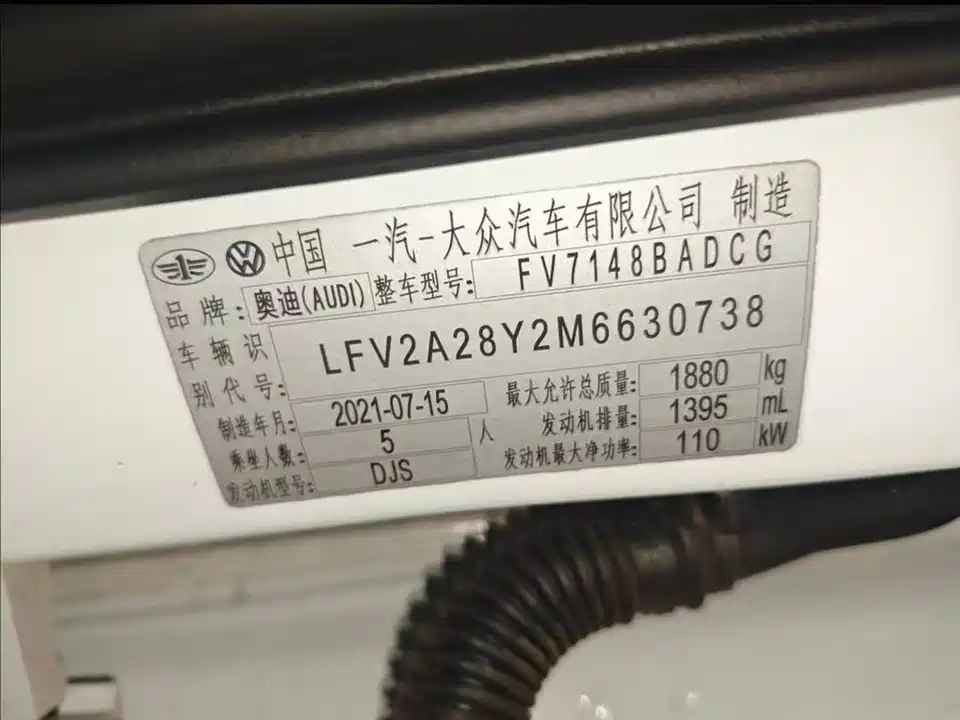 中国 一汽-大众汽车有限公司 制造
品牌: 奥迪(AUDI) 整车型号: FV7148BADCG
车辆识别代号: LFV2A28Y2M6630738
制造年月: 2021-07-15 最大允许总质量: 1880 kg
乘坐人数: 5 人 发动机排量: 1395 mL
发动机型号: DJS 发动机最大净功率: 110 kW